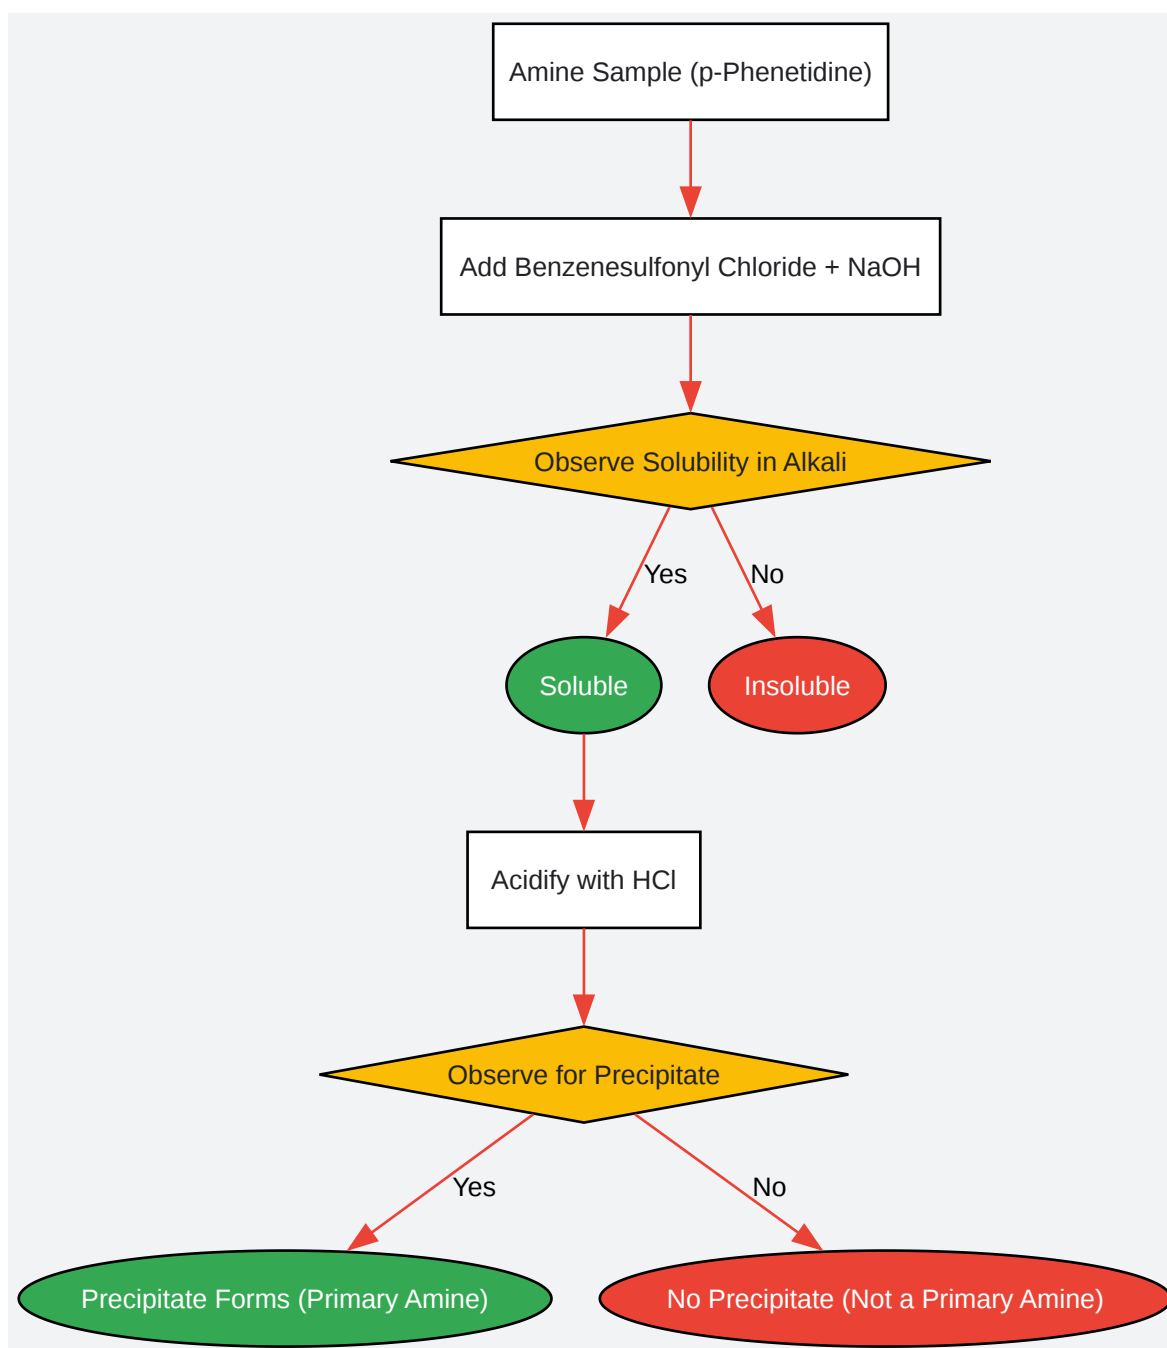 Amine Sample (p-Phenetidine)
Add Benzenesulfonyl Chloride + NaOH
Observe Solubility in Alkali
Yes
No
Soluble
Insoluble
Acidify with HCl
Observe for Precipitate
Yes
No
Precipitate Forms (Primary Amine)
No Precipitate (Not a Primary Amine)